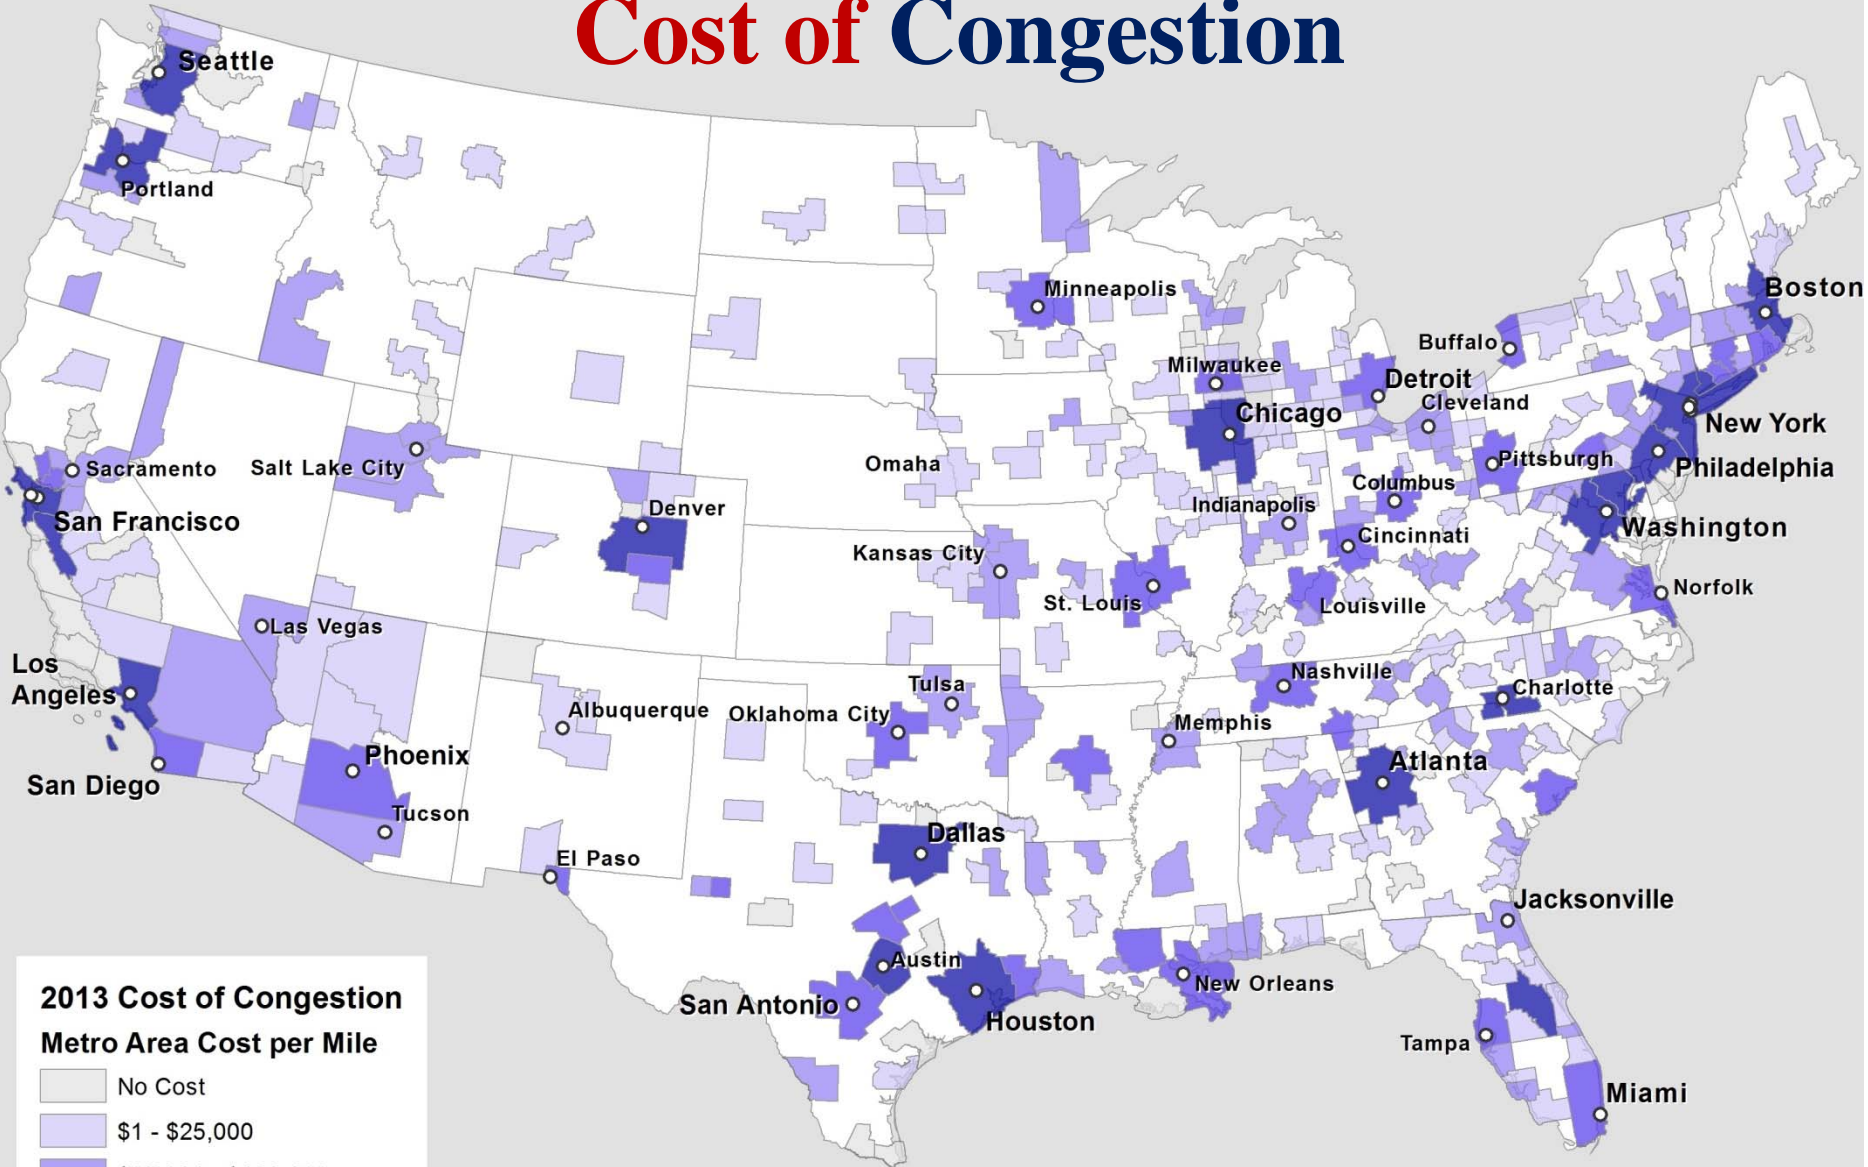 Cost of Congestion
Seattle
Portland
Minneapolis
Boston
Buffalo
Milwaukee
Detroit
Cleveland
Chicago
New York
Sacramento
Salt Lake City
Omaha
Pittsburgh
Philadelphia
Columbus
Denver
Indianapolis
San Francisco
Washington
Cincinnati
Kansas City
Norfolk
St. Louis
Louisville
Las Vegas
Los
Angeles
Nashville
Tulsa
Charlotte
Albuquerque
Oklahoma City
Memphis
Phoenix
Atlanta
San Diego
Tucson
Dallas
El Paso
Jacksonville
Austin
New Orleans
San Antonio
Houston
Tampa
Miami
2013 Cost of Congestion
Metro Area Cost per Mile
No Cost
$1 - $25,000